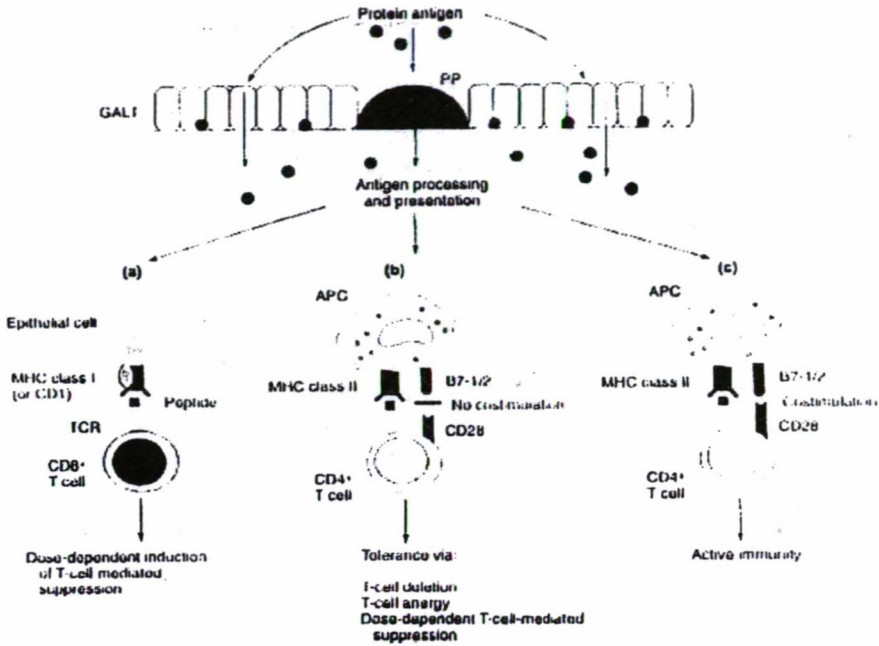 Protein antigen
PP
GALT
Antigen processing
and presentation
(a)
Epithelial cell
MHC class I
(or CD1)
Peptide
TCR
CD8+
T cell
Dose-dependent induction
of T-cell mediated
suppression
(b)
APC
MHC class II
B7-1/2
No costimulation
CD28
CD4+
T cell
Tolerance via
T-cell deletion
T-cell anergy
Dose-dependent T-cell-mediated
suppression
(c)
APC
MHC class II
B7-1/2
Costimulation
CD28
CD4+
T cell
Active immunity